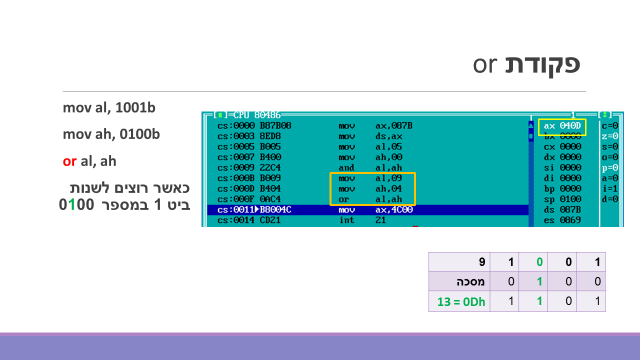 פקודת or
mov al, 1001b
mov ah, 0100b
or al, ah
כאשר רוצים לשנות
ביט 1 במספר 0100
[■]=CPU 80486 1 [↕]
cs:0000 B87B08 mov ax,087B ax 040D c=0
cs:0003 8ED8 mov ds,ax bx 0000 z=0
cs:0005 B005 mov al,05 cx 0000 s=0
cs:0007 B400 mov ah,00 dx 0000 o=0
cs:0009 22C4 and al,ah si 0000 p=0
cs:000B B009 mov al,09 di 0000 a=0
cs:000D B404 mov ah,04 bp 0000 i=1
cs:000F 0AC4 or al,ah sp 0100 d=0
cs:0011►B8004C mov ax,4C00 ds 087B
cs:0014 CD21 int 21 es 0869
9 1 0 0 1
מסכה 0 1 0 0
13 = 0Dh 1 1 0 1